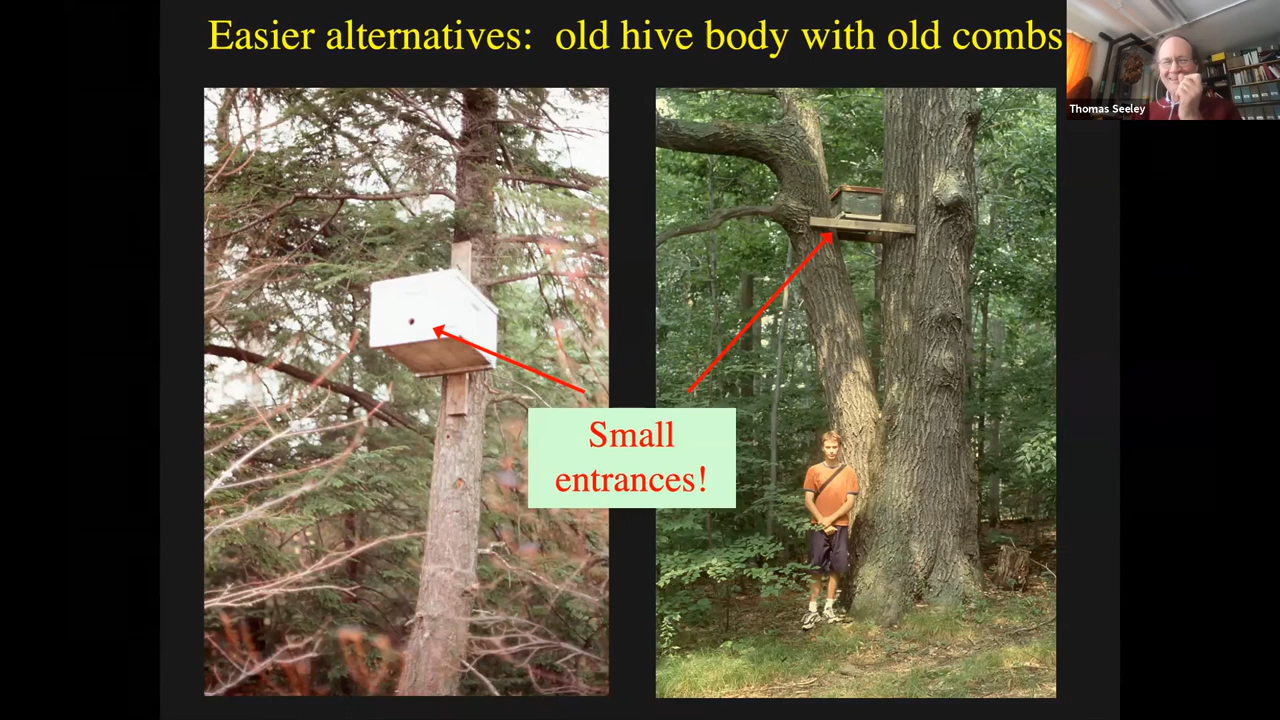 Easier alternatives:  old hive body with old combs
Thomas Seeley
Small
entrances!